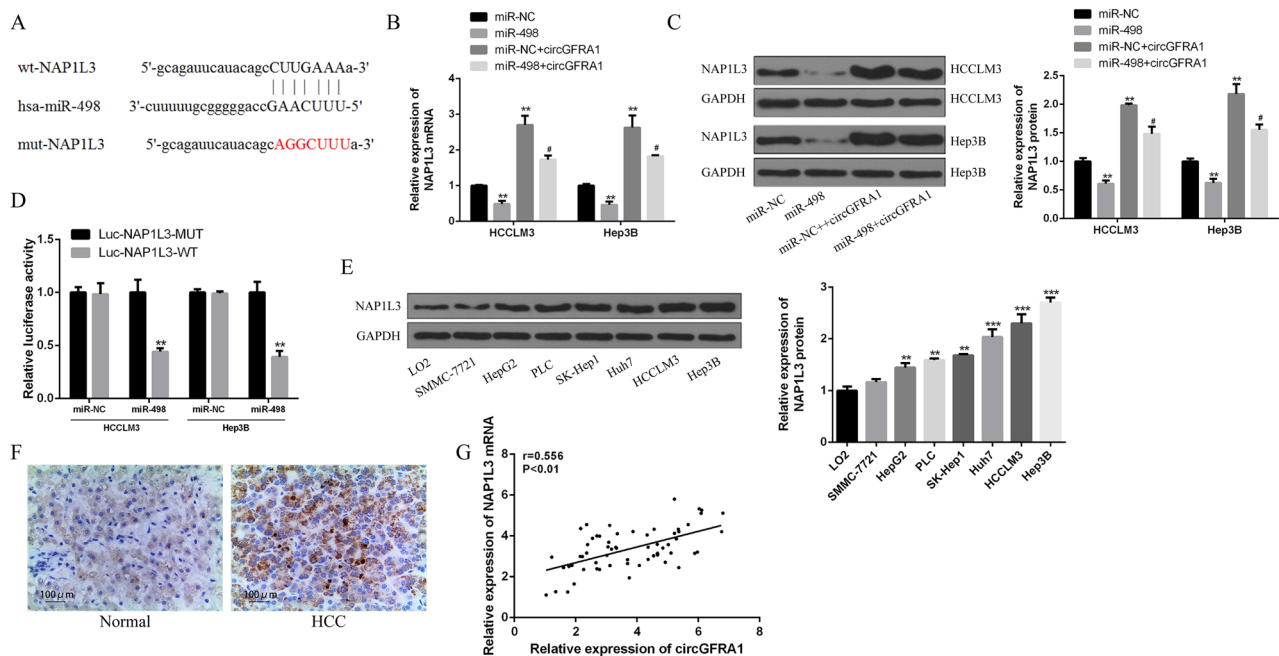 A
wt-NAP1L3 5'-gcagauucauacagcCUUGAAAa-3'
hsa-miR-498 3'-cuuuuugcgggggaccGAACUUU-5'
mut-NAP1L3 5'-gcagauucauacagcAGGCUUUa-3'
B
miR-NC
miR-498
miR-NC+circGFRA1
miR-498+circGFRA1
Relative expression of
NAP1L3 mRNA
4
3
2
1
0
** ** # ** ** #
HCCLM3 Hep3B
C
NAP1L3 HCCLM3
GAPDH HCCLM3
NAP1L3 Hep3B
GAPDH Hep3B
miR-NC miR-498 miR-NC++circGFRA1 miR-498+circGFRA1
miR-NC
miR-498
miR-NC+circGFRA1
miR-498+circGFRA1
Relative expression of
NAP1L3 protein
2.5
2.0
1.5
1.0
0.5
0.0
** ** # ** ** #
HCCLM3 Hep3B
D
Luc-NAP1L3-MUT
Luc-NAP1L3-WT
Relative luciferase activity
1.5
1.0
0.5
0.0
** **
miR-NC miR-498 miR-NC miR-498
HCCLM3 Hep3B
E
NAP1L3
GAPDH
LO2 SMMC-7721 HepG2 PLC SK-Hep1 Huh7 HCCLM3 Hep3B
Relative expression of
NAP1L3 protein
3
2
1
0
** ** ** *** *** ***
LO2 SMMC-7721 HepG2 PLC SK-Hep1 Huh7 HCCLM3 Hep3B
F
100μm 100μm
Normal HCC
G
r=0.556
P<0.01
Relative expression of NAP1L3 mRNA
8
6
4
2
0
0 2 4 6 8
Relative expression of circGFRA1